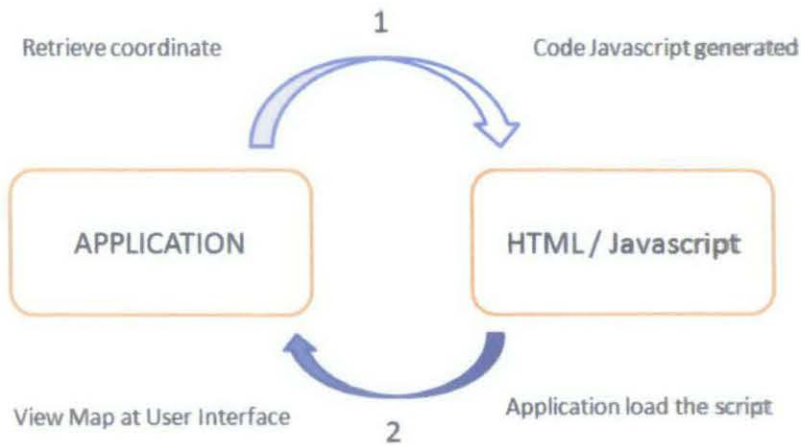 1
Retrieve coordinate
Code Javascript generated
APPLICATION
HTML / Javascript
View Map at User Interface
Application load the script
2